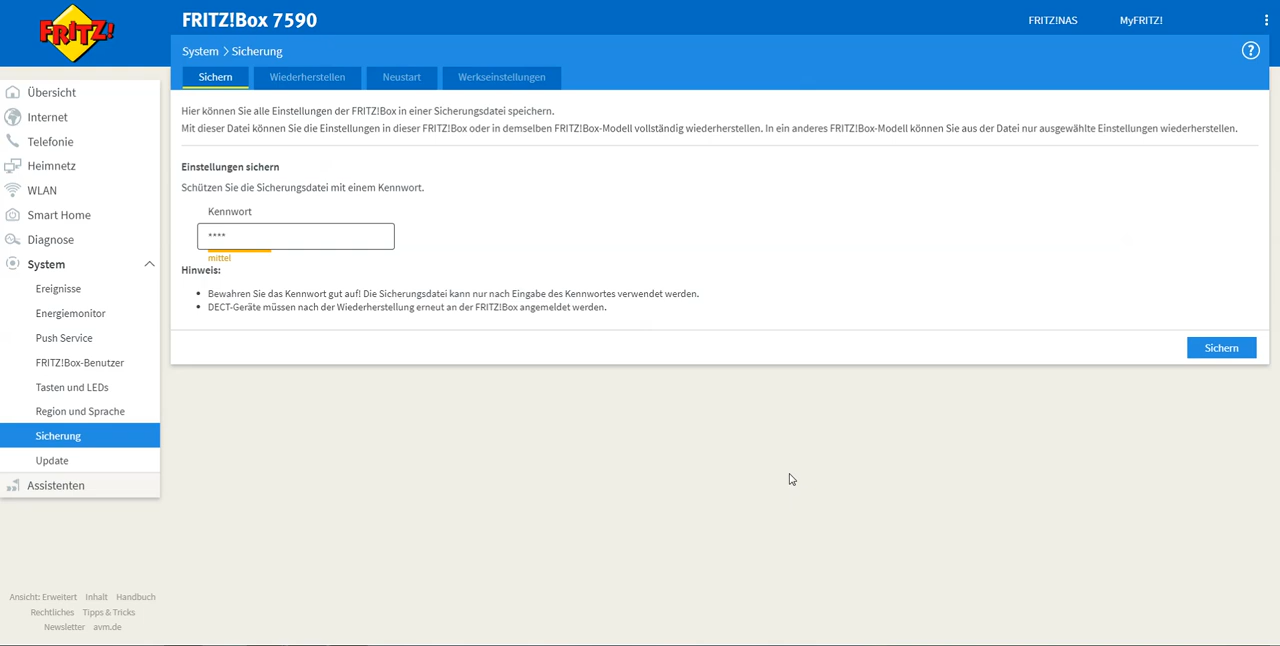 FRITZ!
FRITZ!Box 7590
FRITZ!NAS
MyFRITZ!
System > Sicherung
?
Sichern
Wiederherstellen
Neustart
Werkseinstellungen
Übersicht
Internet
Telefonie
Heimnetz
WLAN
Smart Home
Diagnose
System
Ereignisse
Energiemonitor
Push Service
FRITZ!Box-Benutzer
Tasten und LEDs
Region und Sprache
Sicherung
Update
Assistenten
Hier können Sie alle Einstellungen der FRITZ!Box in einer Sicherungsdatei speichern.
Mit dieser Datei können Sie die Einstellungen in dieser FRITZ!Box oder in demselben FRITZ!Box-Modell vollständig wiederherstellen. In ein anderes FRITZ!Box-Modell können Sie aus der Datei nur ausgewählte Einstellungen wiederherstellen.
Einstellungen sichern
Schützen Sie die Sicherungsdatei mit einem Kennwort.
Kennwort
****
mittel
Hinweis:
• Bewahren Sie das Kennwort gut auf! Die Sicherungsdatei kann nur nach Eingabe des Kennwortes verwendet werden.
• DECT-Geräte müssen nach der Wiederherstellung erneut an der FRITZ!Box angemeldet werden.
Sichern
Ansicht: Erweitert Inhalt Handbuch
Rechtliches Tipps & Tricks
Newsletter avm.de